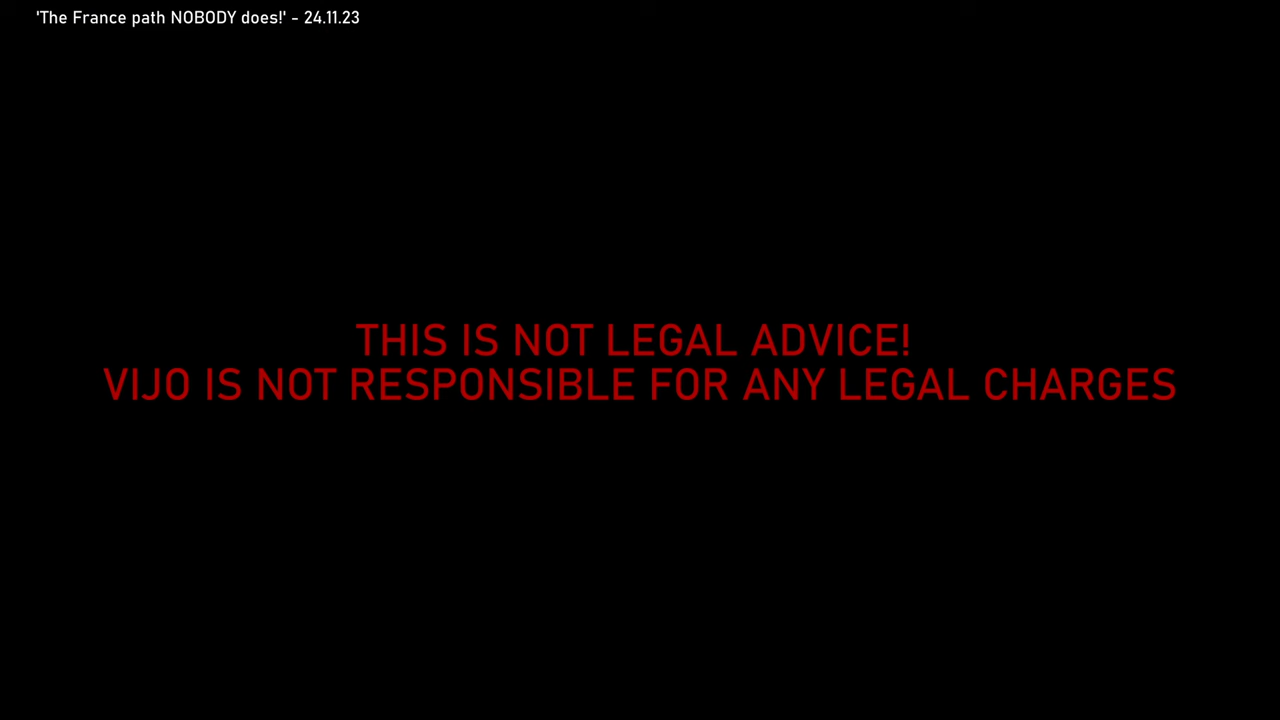 'The France path NOBODY does!' - 24.11.23
THIS IS NOT LEGAL ADVICE!
VIJO IS NOT RESPONSIBLE FOR ANY LEGAL CHARGES